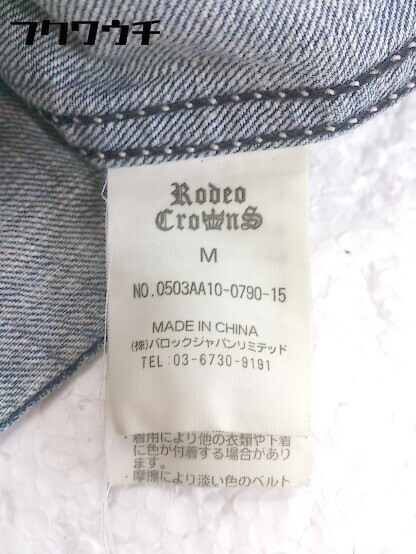 フクウウチ
Rodeo
Crowns
M
NO.0503AA10-0790-15
MADE IN CHINA
(株)バロックジャパンリミテッド
TEL:03-6730-9191
・着用により他の衣類や下着
に色が付着する場合があり
ます。
・摩擦により淡い色のベルト